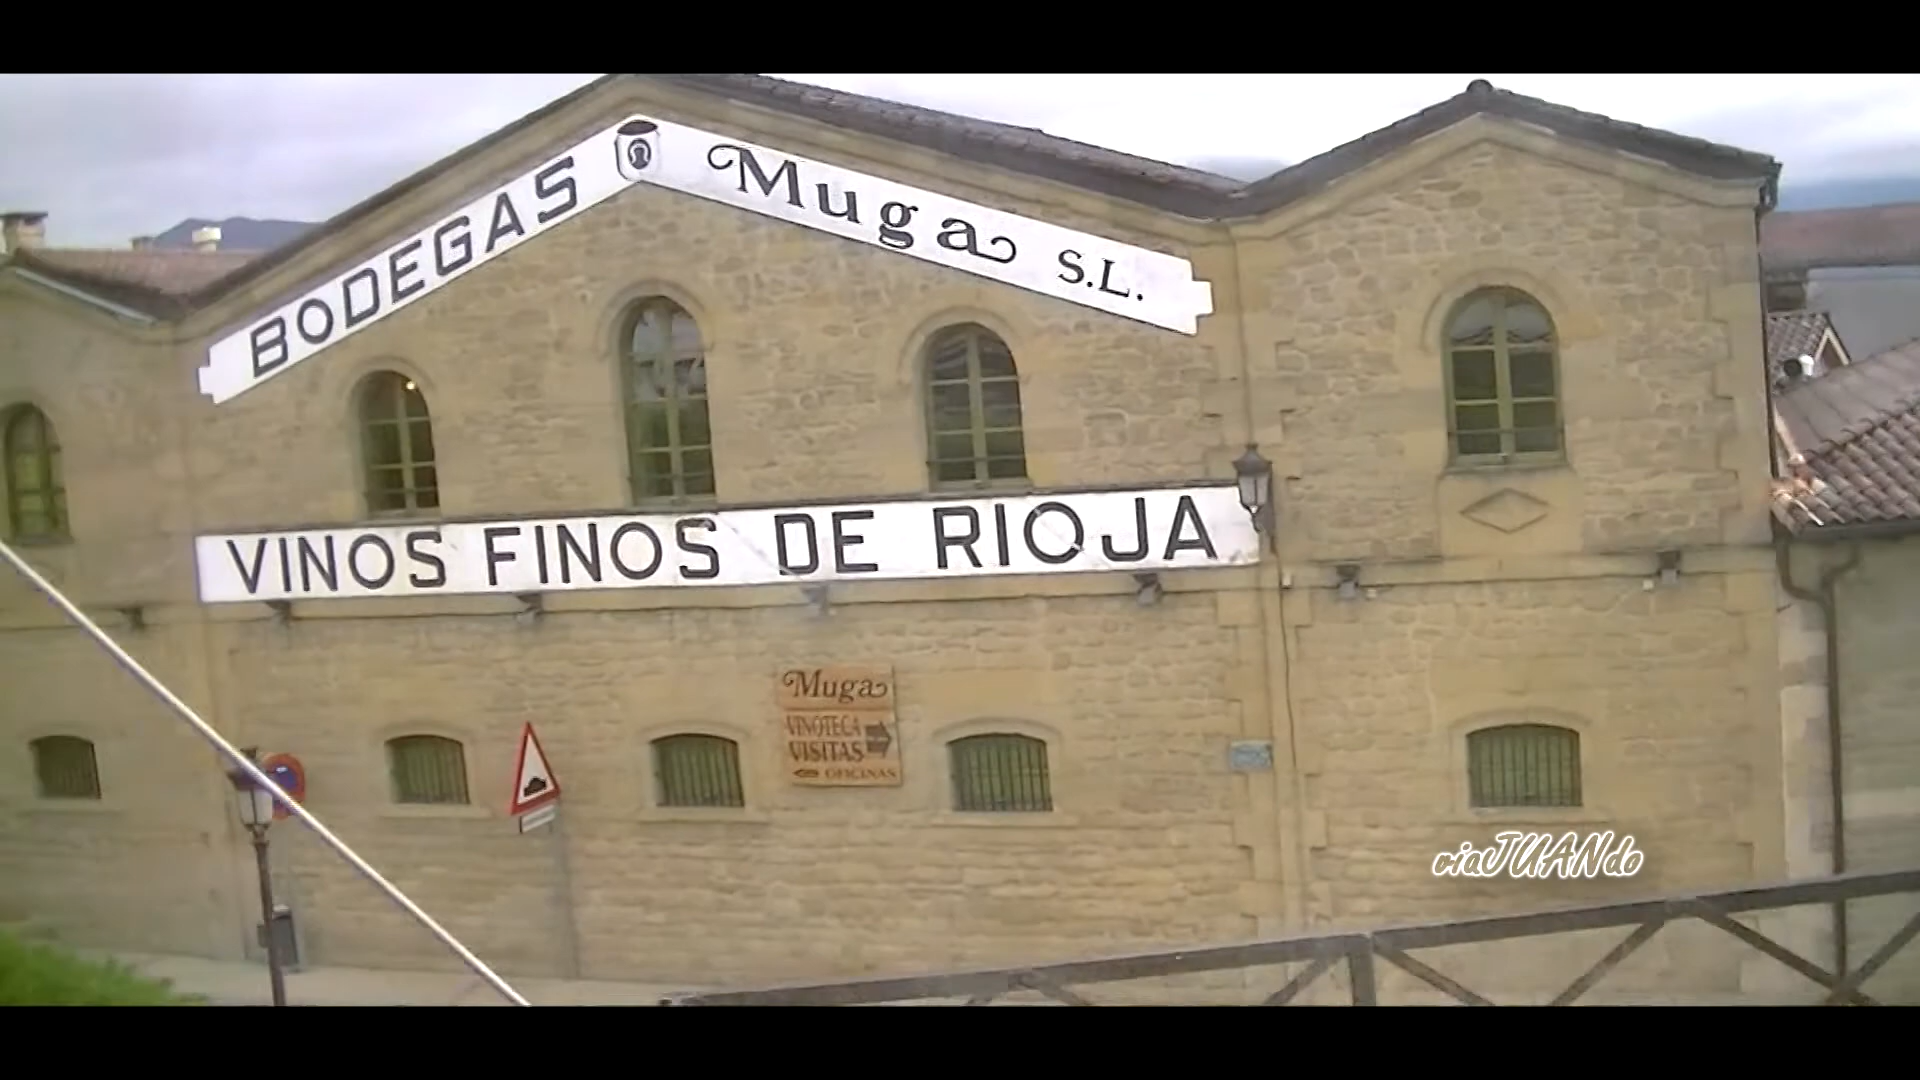 BODEGAS Muga S.L.
VINOS FINOS DE RIOJA
Muga
VINOTECA
VISITAS
OFICINAS
viaJUANdo